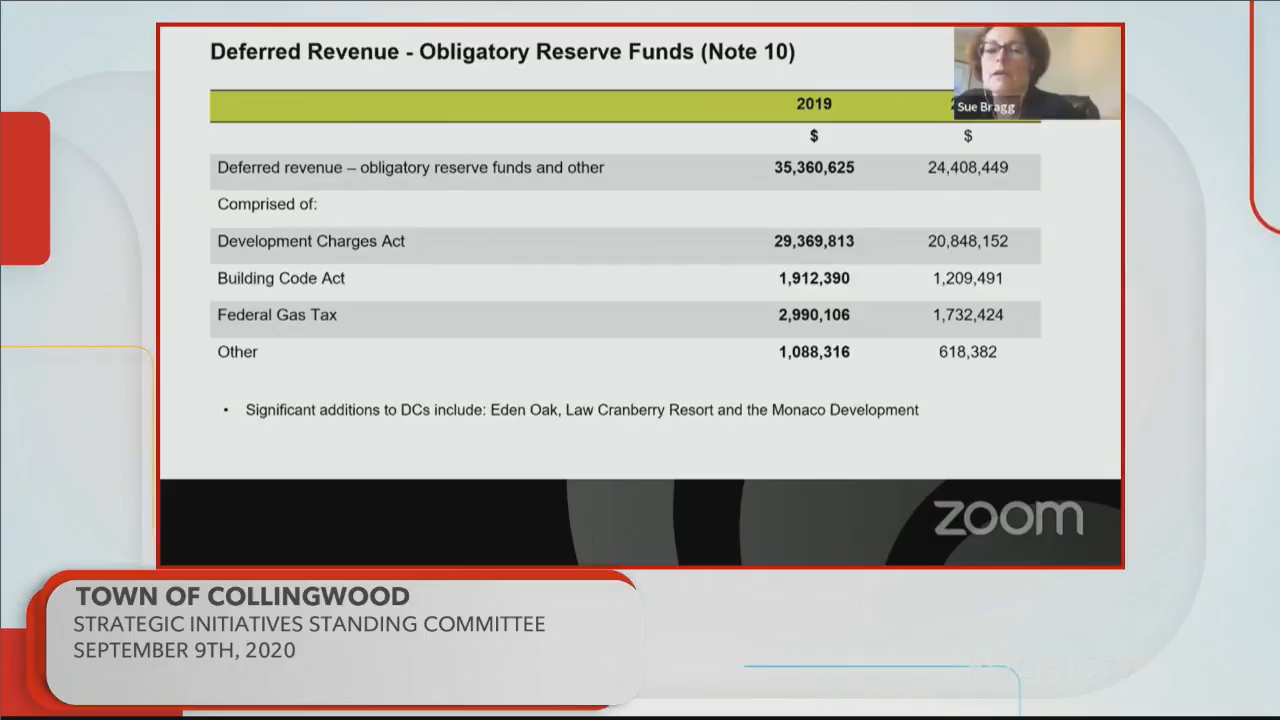 Deferred Revenue - Obligatory Reserve Funds (Note 10)
Sue Bragg
2019
$ $
Deferred revenue – obligatory reserve funds and other 35,360,625 24,408,449
Comprised of:
Development Charges Act 29,369,813 20,848,152
Building Code Act 1,912,390 1,209,491
Federal Gas Tax 2,990,106 1,732,424
Other 1,088,316 618,382
• Significant additions to DCs include: Eden Oak, Law Cranberry Resort and the Monaco Development
zoom
TOWN OF COLLINGWOOD
STRATEGIC INITIATIVES STANDING COMMITTEE
SEPTEMBER 9TH, 2020